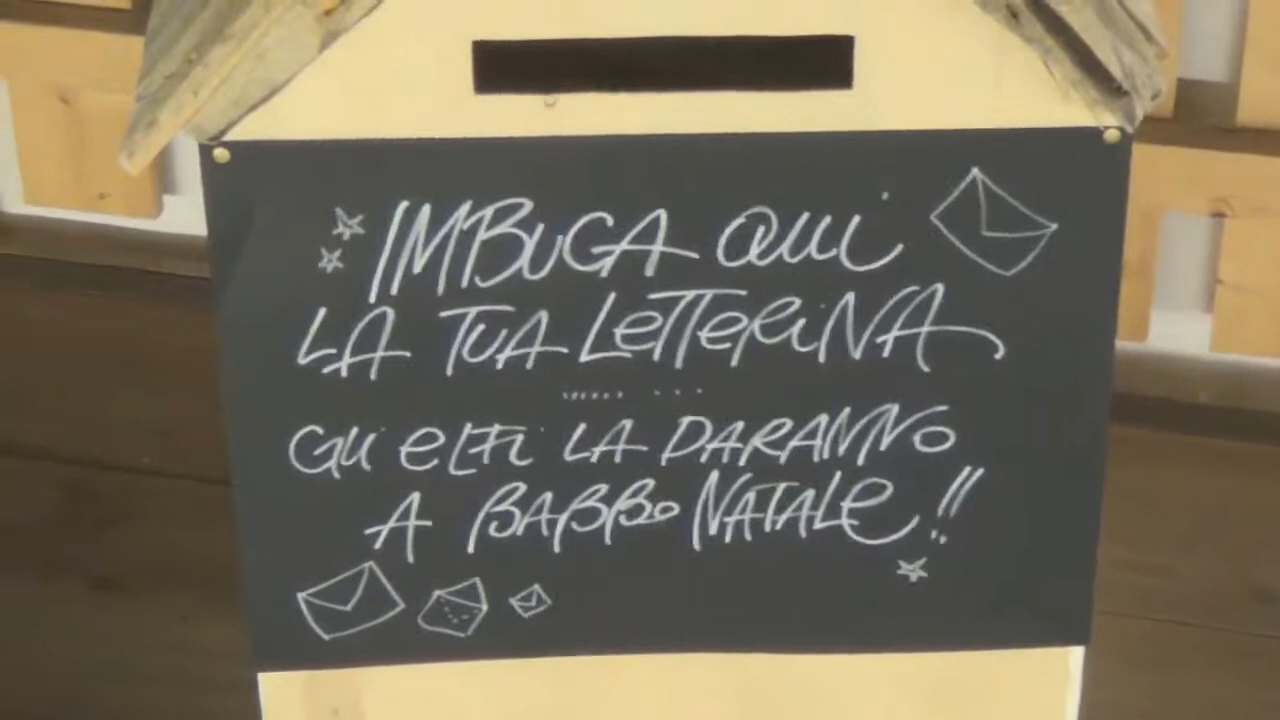 IMBUCA QUI
LA TUA LETTERINA
...... ...
GLI ELFI LA DARANNO
A BABBO NATALE!!